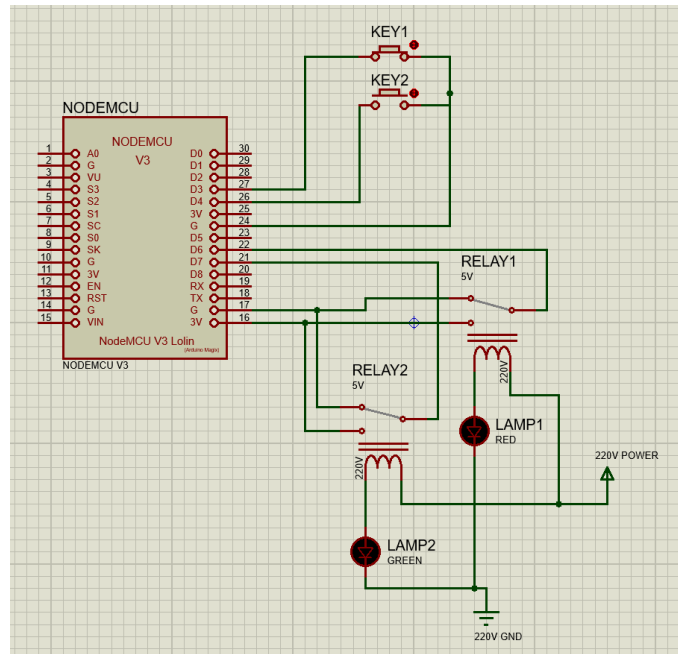 KEY1
KEY2
NODEMCU
NODEMCU
V3
1 A0 D0 30
2 G D1 29
3 VU D2 28
4 S3 D3 27
5 S2 D4 26
6 S1 3V 25
7 SC G 24
8 S0 D5 23
9 SK D6 22
10 G D7 21
11 3V D8 20
12 EN RX 19
13 RST TX 18
14 G G 17
15 VIN 3V 16
NodeMCU V3 Lolin
(Arduino Magix)
NODEMCU V3
RELAY1
5V
220V
RELAY2
5V
220V
LAMP1
RED
220V POWER
LAMP2
GREEN
220V GND